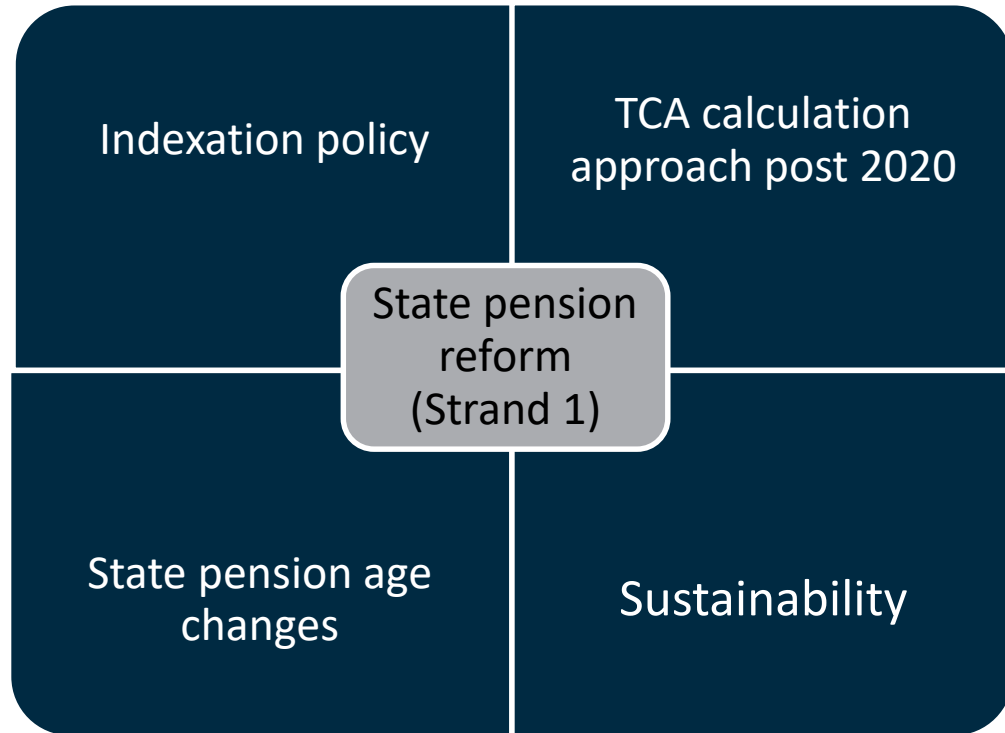 Indexation policy
TCA calculation
approach post 2020
State pension
reform
(Strand 1)
State pension age
changes
Sustainability